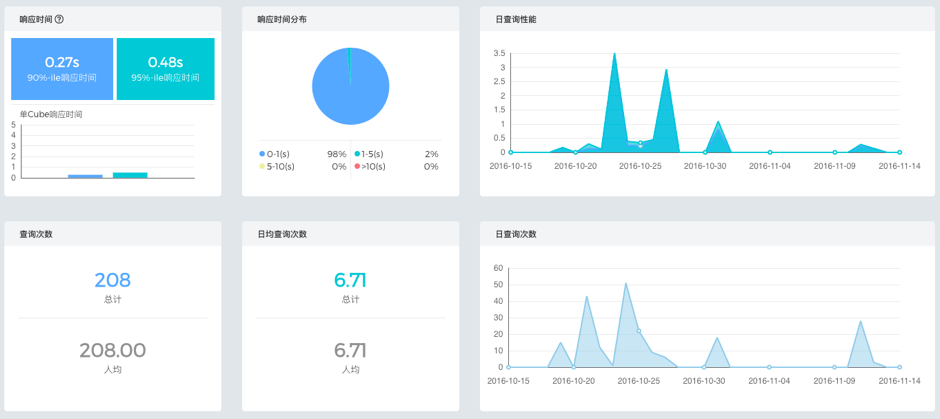 响应时间
0.27s
90%-ile响应时间
0.48s
95%-ile响应时间
单Cube响应时间
5
4
3
2
1
0
响应时间分布
0-1(s) 98% 1-5(s) 2%
5-10(s) 0% >10(s) 0%
日查询性能
3.5
3
2.5
2
1.5
1
0.5
0
2016-10-15 2016-10-20 2016-10-25 2016-10-30 2016-11-04 2016-11-09 2016-11-14
查询次数
208
总计
208.00
人均
日均查询次数
6.71
总计
6.71
人均
日查询次数
60
50
40
30
20
10
0
2016-10-15 2016-10-20 2016-10-25 2016-10-30 2016-11-04 2016-11-09 2016-11-14